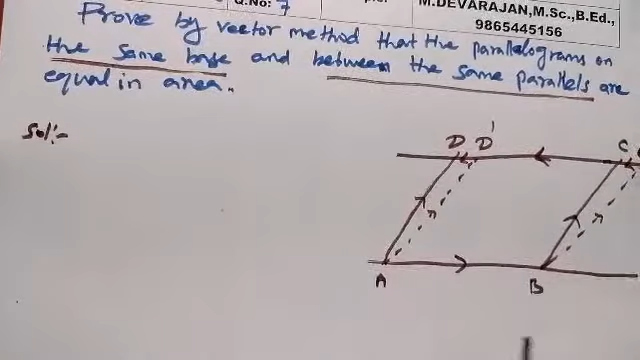 Q.No: 7
M.DEVARAJAN,M.Sc.,B.Ed.,
9865445156
Prove by vector method that the parallelograms on
the same base and between the same parallels are
equal in area.
Sol:-
D D' C
A B